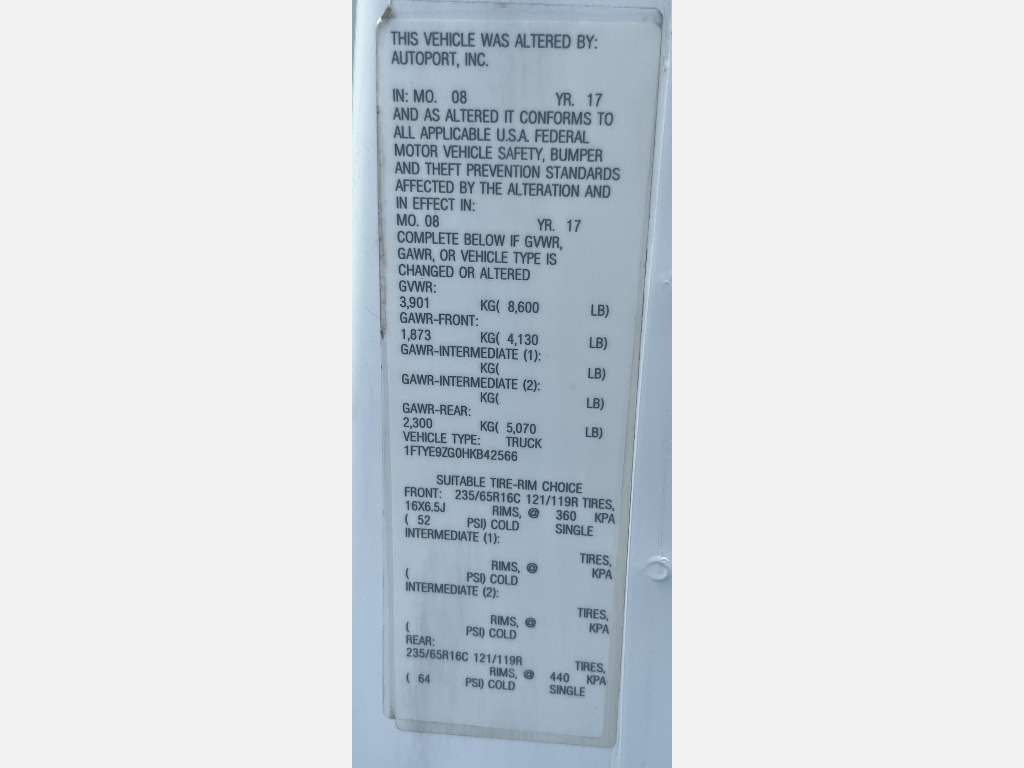 THIS VEHICLE WAS ALTERED BY:
AUTOPORT, INC.
IN: MO. 08 YR. 17
AND AS ALTERED IT CONFORMS TO
ALL APPLICABLE U.S.A. FEDERAL
MOTOR VEHICLE SAFETY, BUMPER
AND THEFT PREVENTION STANDARDS
AFFECTED BY THE ALTERATION AND
IN EFFECT IN:
MO. 08 YR. 17
COMPLETE BELOW IF GVWR,
GAWR, OR VEHICLE TYPE IS
CHANGED OR ALTERED
GVWR:
3,901 KG( 8,600 LB)
GAWR-FRONT:
1,873 KG( 4,130 LB)
GAWR-INTERMEDIATE (1):
KG( LB)
GAWR-INTERMEDIATE (2):
KG( LB)
GAWR-REAR:
2,300 KG( 5,070 LB)
VEHICLE TYPE: TRUCK
1FTYE9ZG0HKB42566
SUITABLE TIRE-RIM CHOICE
FRONT: 235/65R16C 121/119R TIRES,
16X6.5J RIMS, @ 360 KPA
( 52 PSI) COLD SINGLE
INTERMEDIATE (1):
TIRES,
RIMS, @ KPA
( PSI) COLD
INTERMEDIATE (2):
TIRES,
RIMS, @ KPA
( PSI) COLD
REAR:
235/65R16C 121/119R TIRES,
RIMS, @ 440 KPA
( 64 PSI) COLD SINGLE